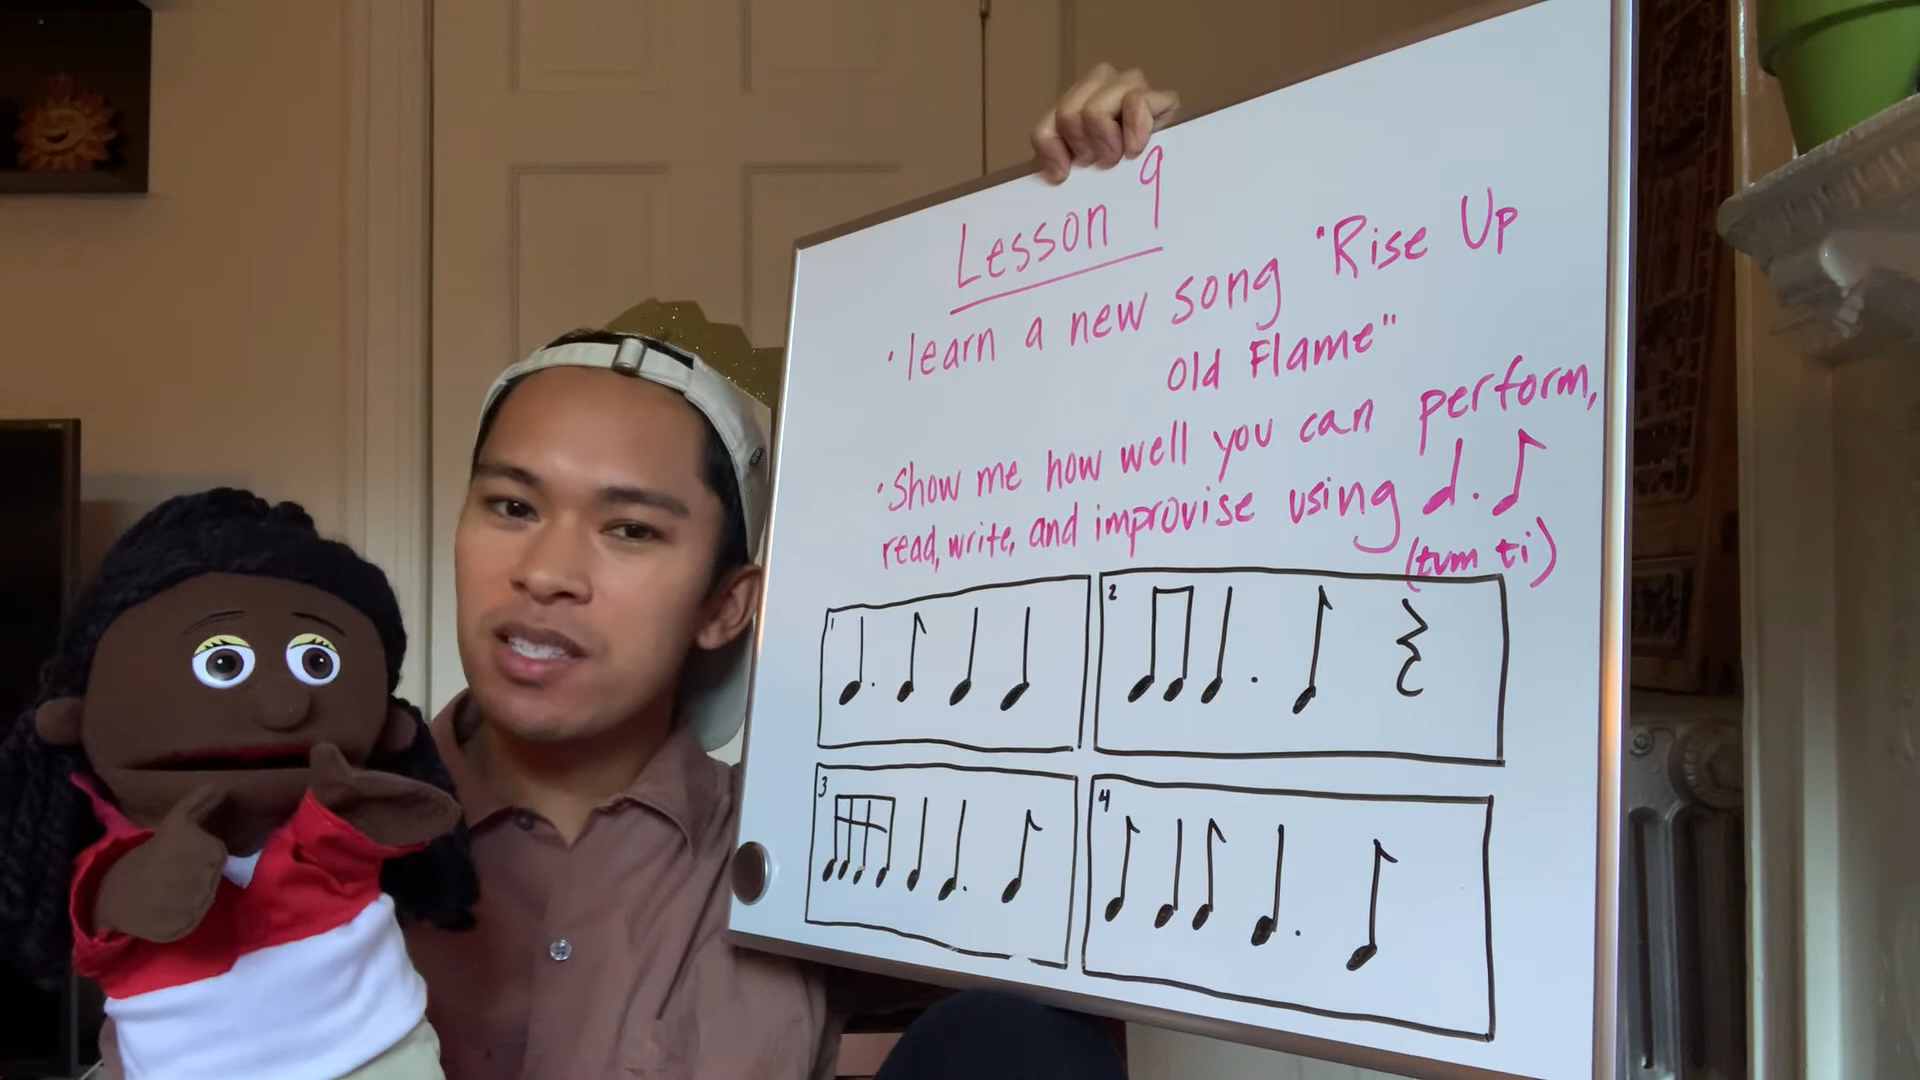 Lesson 9
• learn a new song "Rise Up
Old Flame"
• Show me how well you can perform,
read, write, and improvise using ♩. ♪
(tum ti)
1
2
3
4